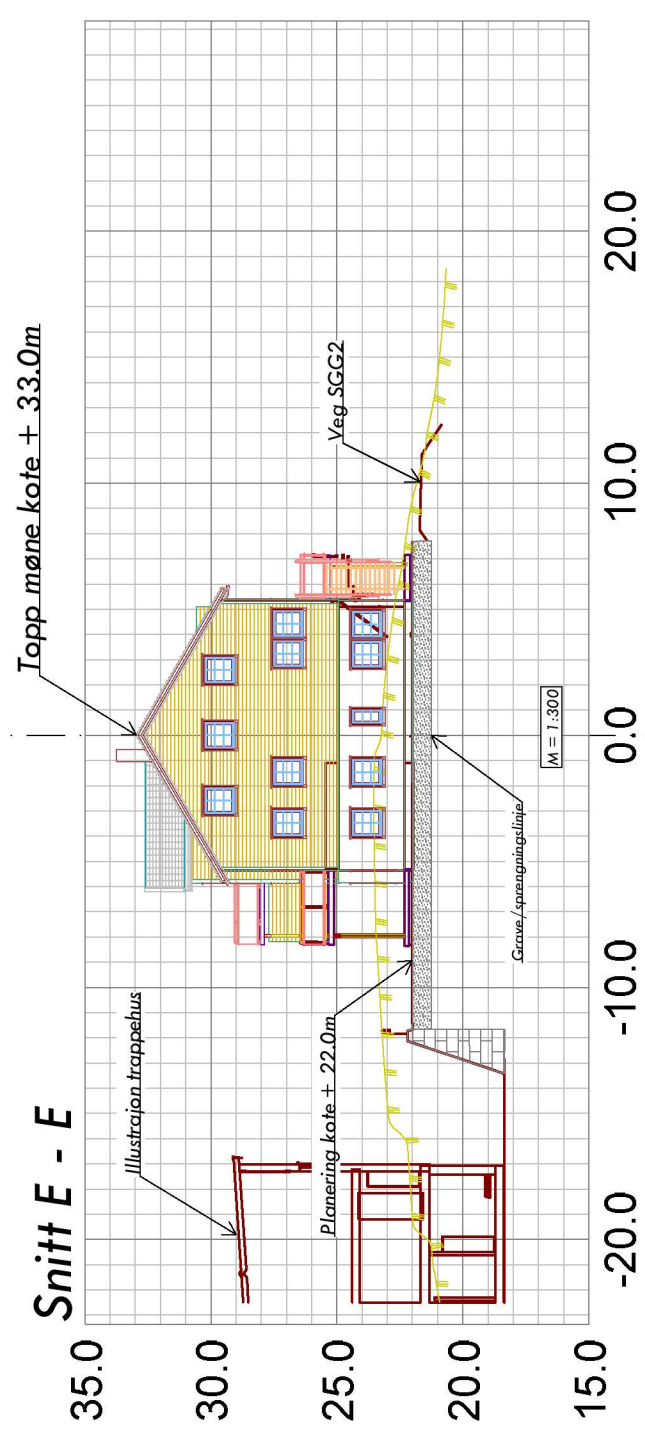 Snitt E - E
Topp møne kote + 33.0m
Illustrajon trappehus
Veg SGG2
Planering kote + 22.0m
Grave/sprengningslinje
M = 1:300
35.0
30.0
25.0
20.0
15.0
-20.0
-10.0
0.0
10.0
20.0